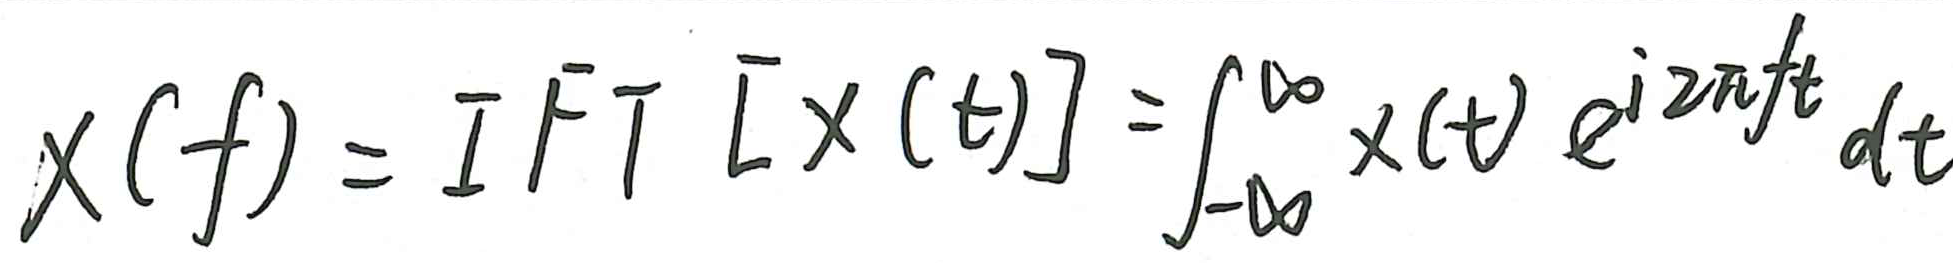 X(f) = IFT [x(t)] = ∫_{-∞}^{∞} x(t) e^{i2πft} dt